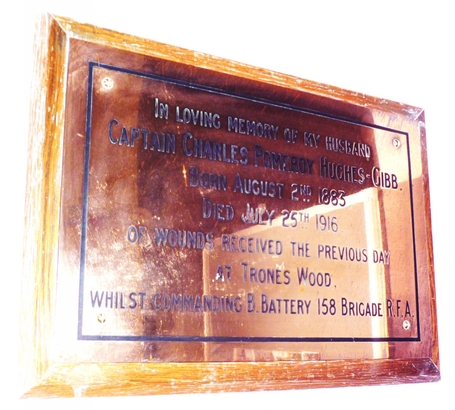 In loving memory of my husband
Captain Charles Pomeroy Hughes-Gibb.
Born August 2nd 1883
Died July 25th 1916
of wounds received the previous day
at Trones Wood.
whilst commanding B. Battery 158 Brigade R.F.A.